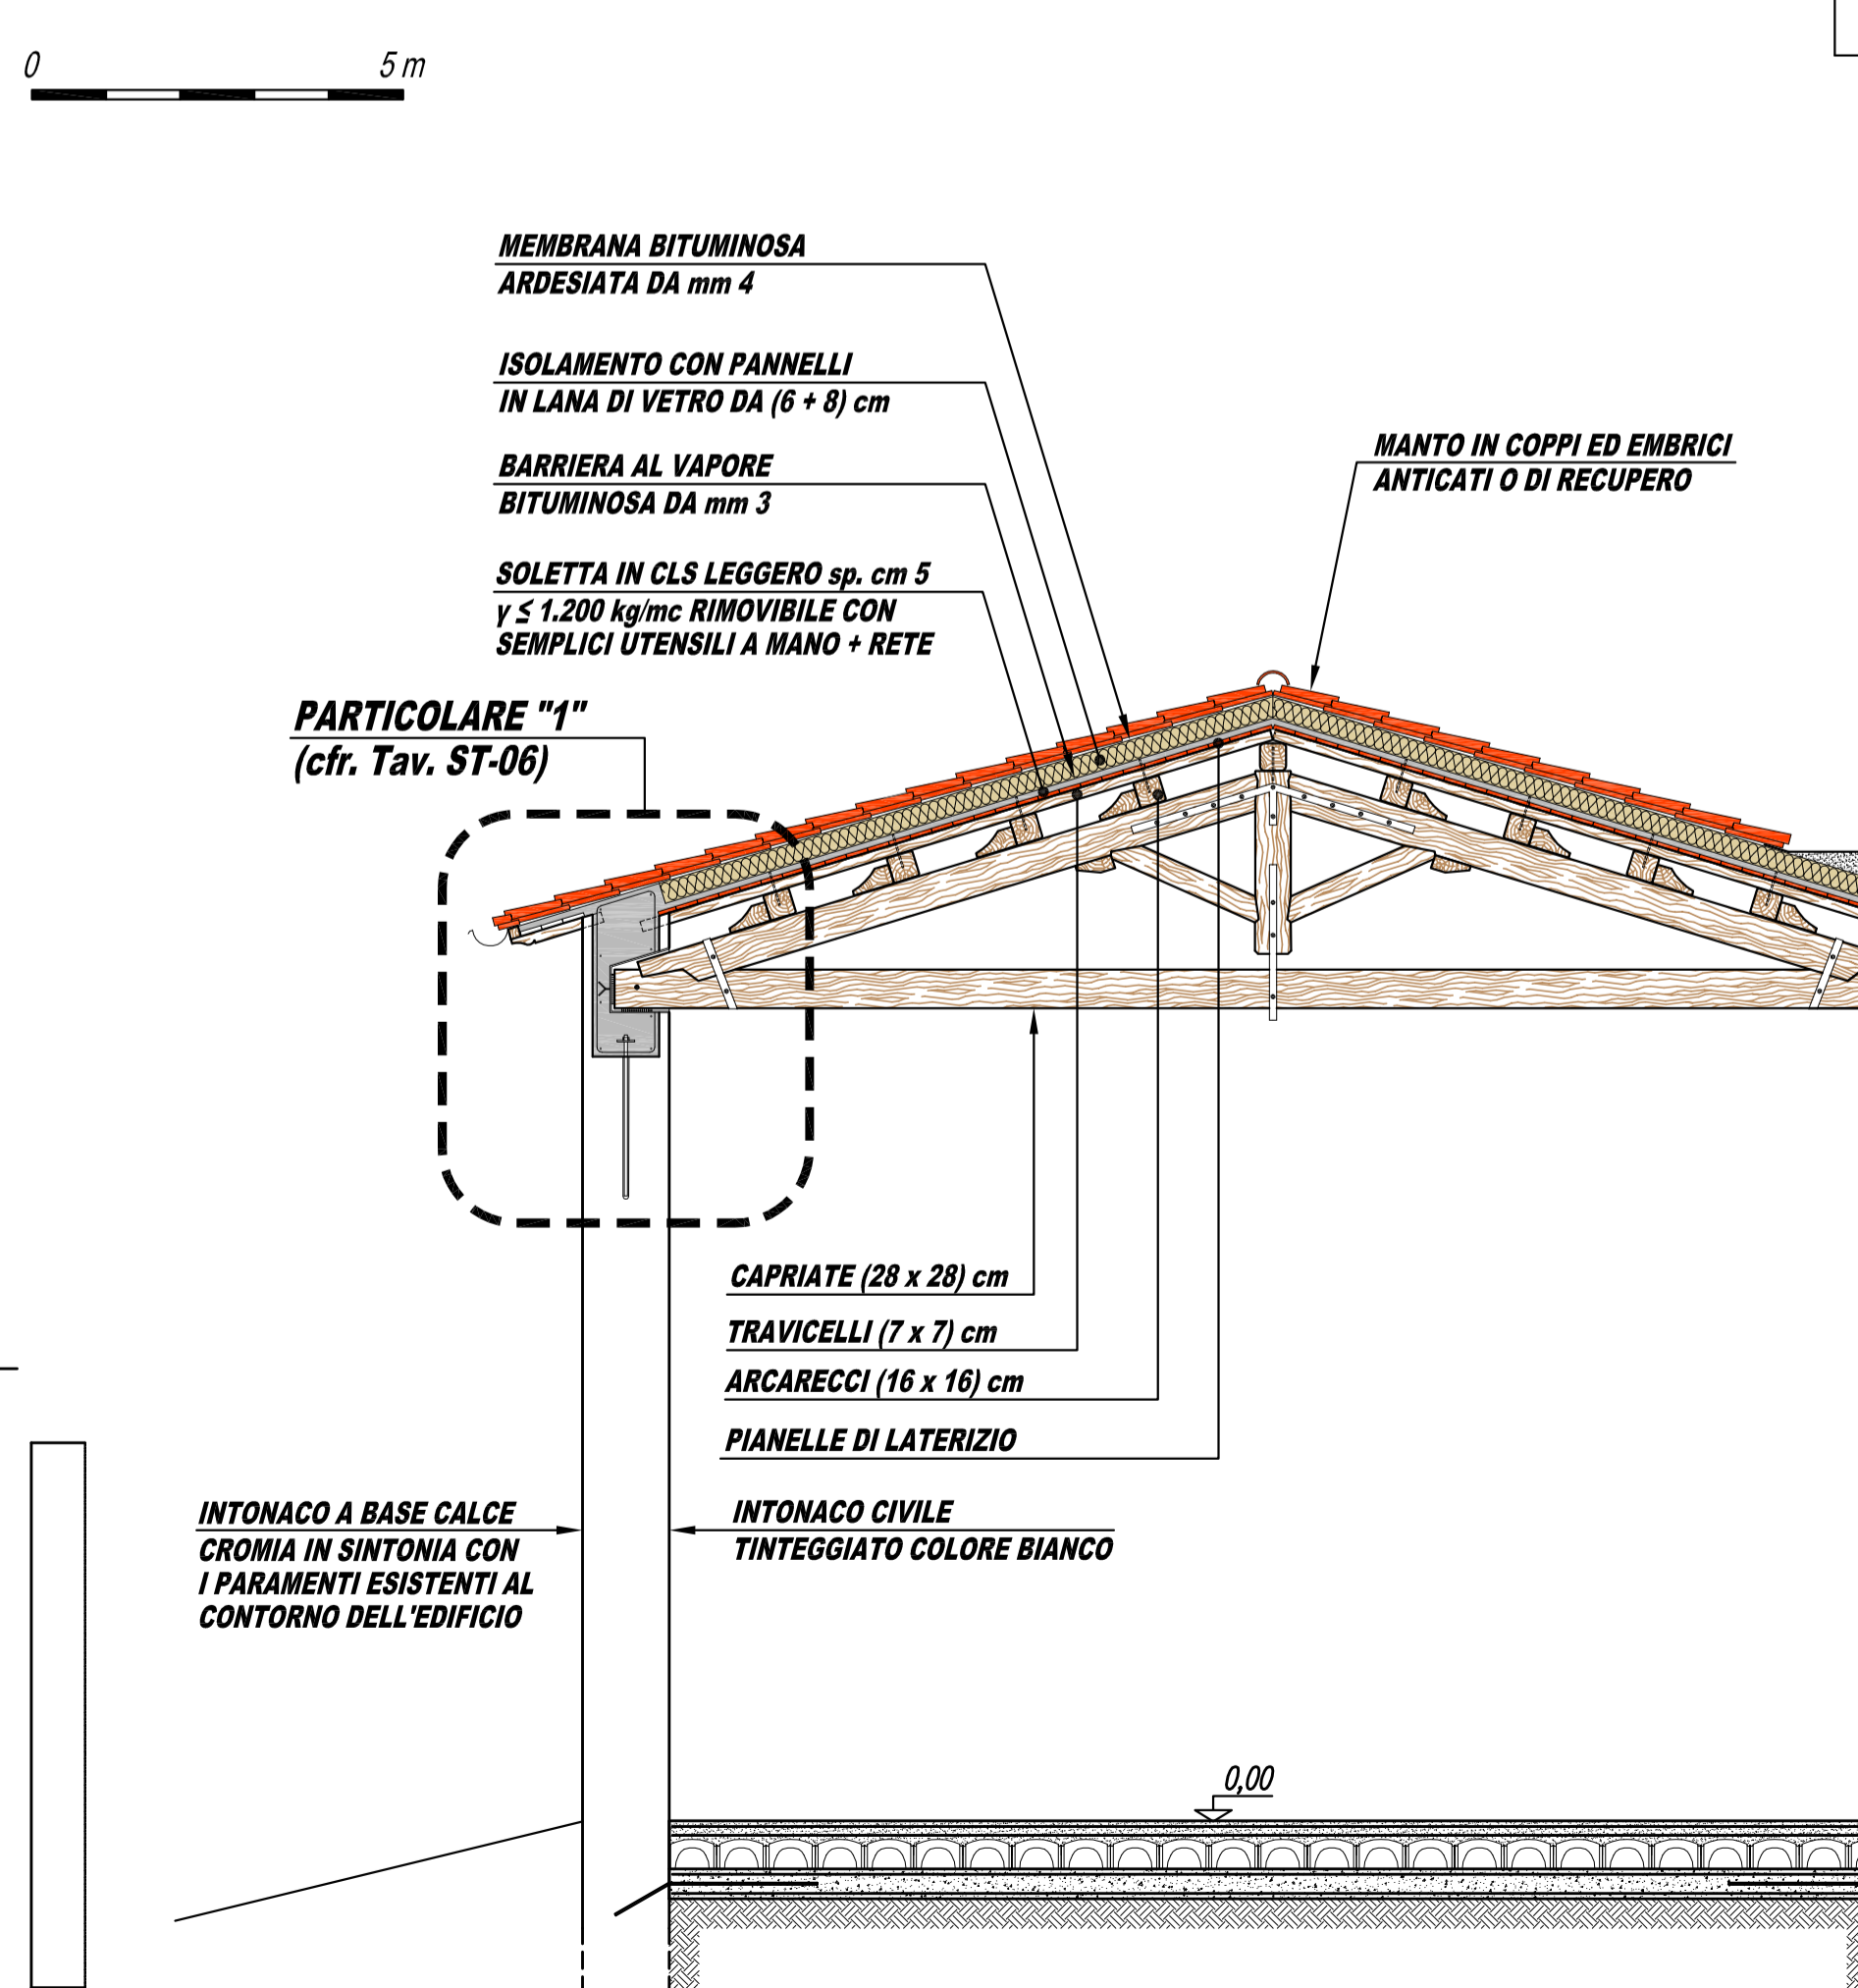 0
5 m
MEMBRANA BITUMINOSA
ARDESIATA DA mm 4
ISOLAMENTO CON PANNELLI
IN LANA DI VETRO DA (6 + 8) cm
BARRIERA AL VAPORE
BITUMINOSA DA mm 3
SOLETTA IN CLS LEGGERO sp. cm 5
γ ≤ 1.200 kg/mc RIMOVIBILE CON
SEMPLICI UTENSILI A MANO + RETE
MANTO IN COPPI ED EMBRICI
ANTICATI O DI RECUPERO
PARTICOLARE "1"
(cfr. Tav. ST-06)
CAPRIATE (28 x 28) cm
TRAVICELLI (7 x 7) cm
ARCARECCI (16 x 16) cm
PIANELLE DI LATERIZIO
INTONACO A BASE CALCE
CROMIA IN SINTONIA CON
I PARAMENTI ESISTENTI AL
CONTORNO DELL'EDIFICIO
INTONACO CIVILE
TINTEGGIATO COLORE BIANCO
0,00